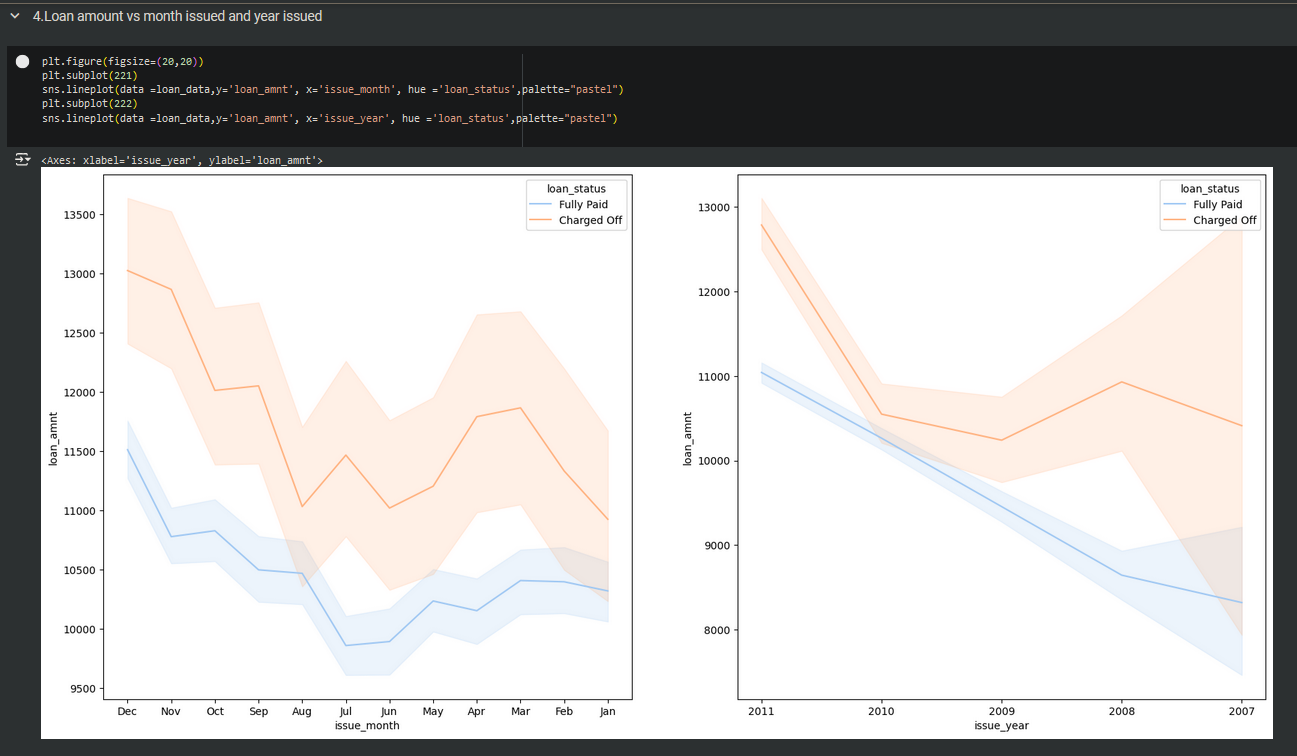 4.Loan amount vs month issued and year issued
plt.figure(figsize=(20,20))
plt.subplot(221)
sns.lineplot(data =loan_data,y='loan_amnt', x='issue_month', hue ='loan_status',palette="pastel")
plt.subplot(222)
sns.lineplot(data =loan_data,y='loan_amnt', x='issue_year', hue ='loan_status',palette="pastel")
<Axes: xlabel='issue_year', ylabel='loan_amnt'>
loan_status
Fully Paid
Charged Off
13500
13000
12500
12000
11500
11000
10500
10000
9500
loan_amnt
Dec Nov Oct Sep Aug Jul Jun May Apr Mar Feb Jan
issue_month
loan_status
Fully Paid
Charged Off
13000
12000
11000
10000
9000
8000
loan_amnt
2011 2010 2009 2008 2007
issue_year